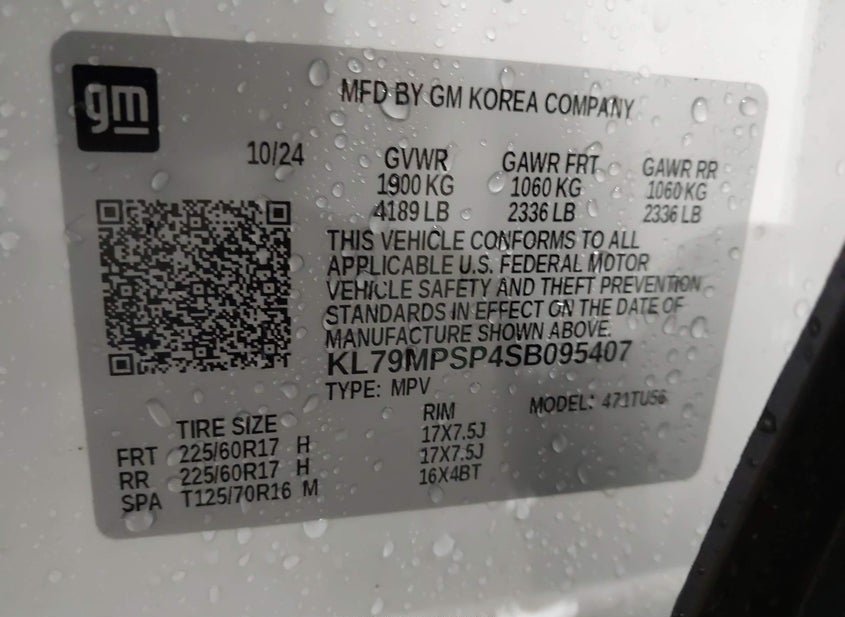 gm
MFD BY GM KOREA COMPANY
10/24 GVWR GAWR FRT GAWR RR
1900 KG 1060 KG 1060 KG
4189 LB 2336 LB 2336 LB
THIS VEHICLE CONFORMS TO ALL
APPLICABLE U.S. FEDERAL MOTOR
VEHICLE SAFETY AND THEFT PREVENTION
STANDARDS IN EFFECT ON THE DATE OF
MANUFACTURE SHOWN ABOVE.
KL79MPSP4SB095407
TYPE: MPV MODEL: 471TU56
TIRE SIZE RIM
FRT 225/60R17 H 17X7.5J
RR 225/60R17 H 17X7.5J
SPA T125/70R16 M 16X4BT